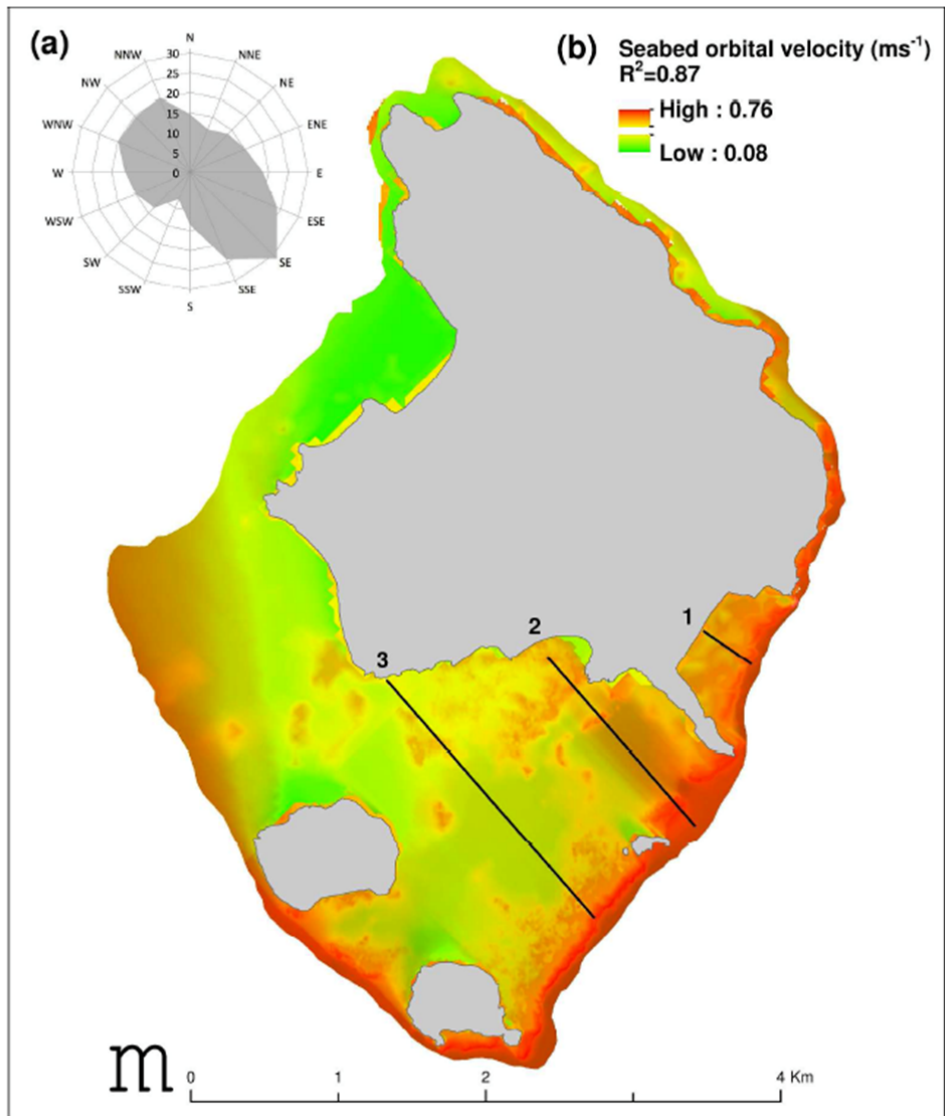 (a)
N
NNE
NE
ENE
E
ESE
SE
SSE
S
SSW
SW
WSW
W
WNW
NW
NNW
30
25
20
15
10
5
0
(b) Seabed orbital velocity (ms⁻¹)
R²=0.87
High : 0.76
Low : 0.08
1
2
3
m
0 1 2 4 Km